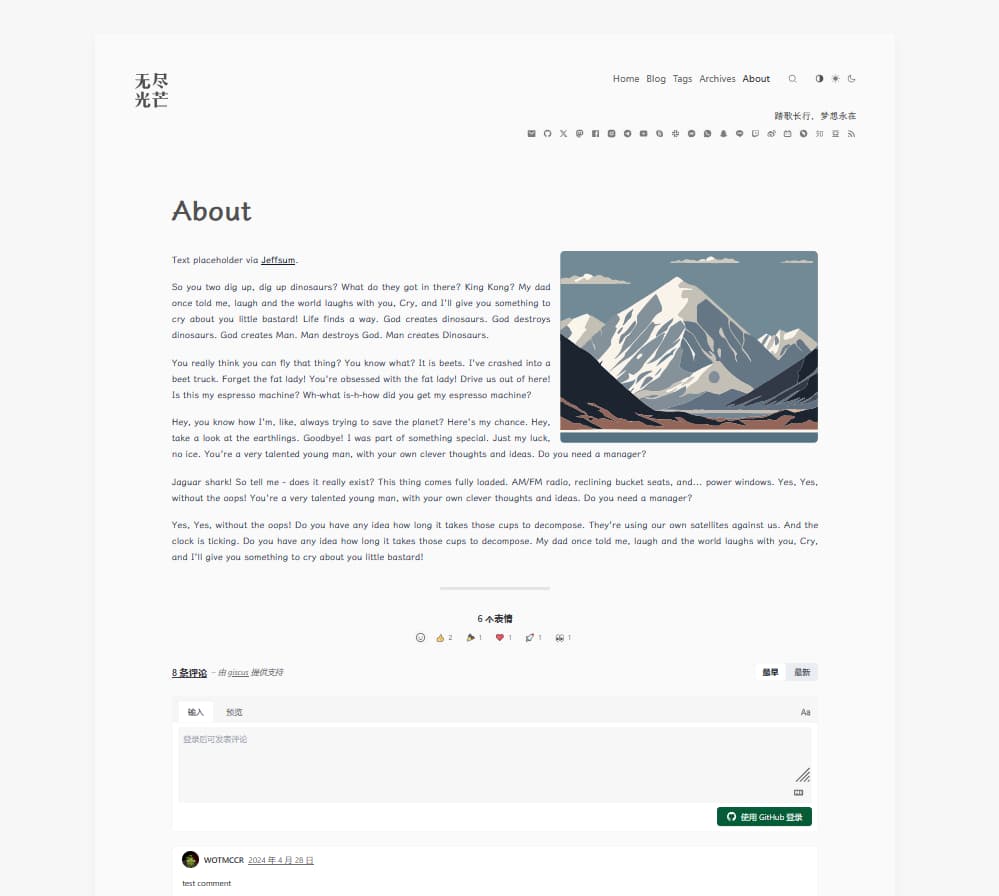 无尽
光芒
Home Blog Tags Archives About
踏歌长行，梦想永在
About
Text placeholder via Jeffsum.
So you two dig up, dig up dinosaurs? What do they got in there? King Kong? My dad
once told me, laugh and the world laughs with you, Cry, and I'll give you something to
cry about you little bastard! Life finds a way. God creates dinosaurs. God destroys
dinosaurs. God creates Man. Man destroys God. Man creates Dinosaurs.
You really think you can fly that thing? You know what? It is beets. I've crashed into a
beet truck. Forget the fat lady! You're obsessed with the fat lady! Drive us out of here!
Is this my espresso machine? Wh-what is-h-how did you get my espresso machine?
Hey, you know how I'm, like, always trying to save the planet? Here's my chance. Hey,
take a look at the earthlings. Goodbye! I was part of something special. Just my luck,
no ice. You're a very talented young man, with your own clever thoughts and ideas. Do you need a manager?
Jaguar shark! So tell me - does it really exist? This thing comes fully loaded. AM/FM radio, reclining bucket seats, and... power windows. Yes, Yes,
without the oops! You're a very talented young man, with your own clever thoughts and ideas. Do you need a manager?
Yes, Yes, without the oops! Do you have any idea how long it takes those cups to decompose. They're using our own satellites against us. And the
clock is ticking. Do you have any idea how long it takes those cups to decompose. My dad once told me, laugh and the world laughs with you, Cry,
and I'll give you something to cry about you little bastard!
6 个表情
2 1 1 1 1
8 条评论 – 由 giscus 提供支持
最早 最新
输入 预览 Aa
登录后可发表评论
使用 GitHub 登录
WOTMCCR 2024 年 4 月 28 日
test comment